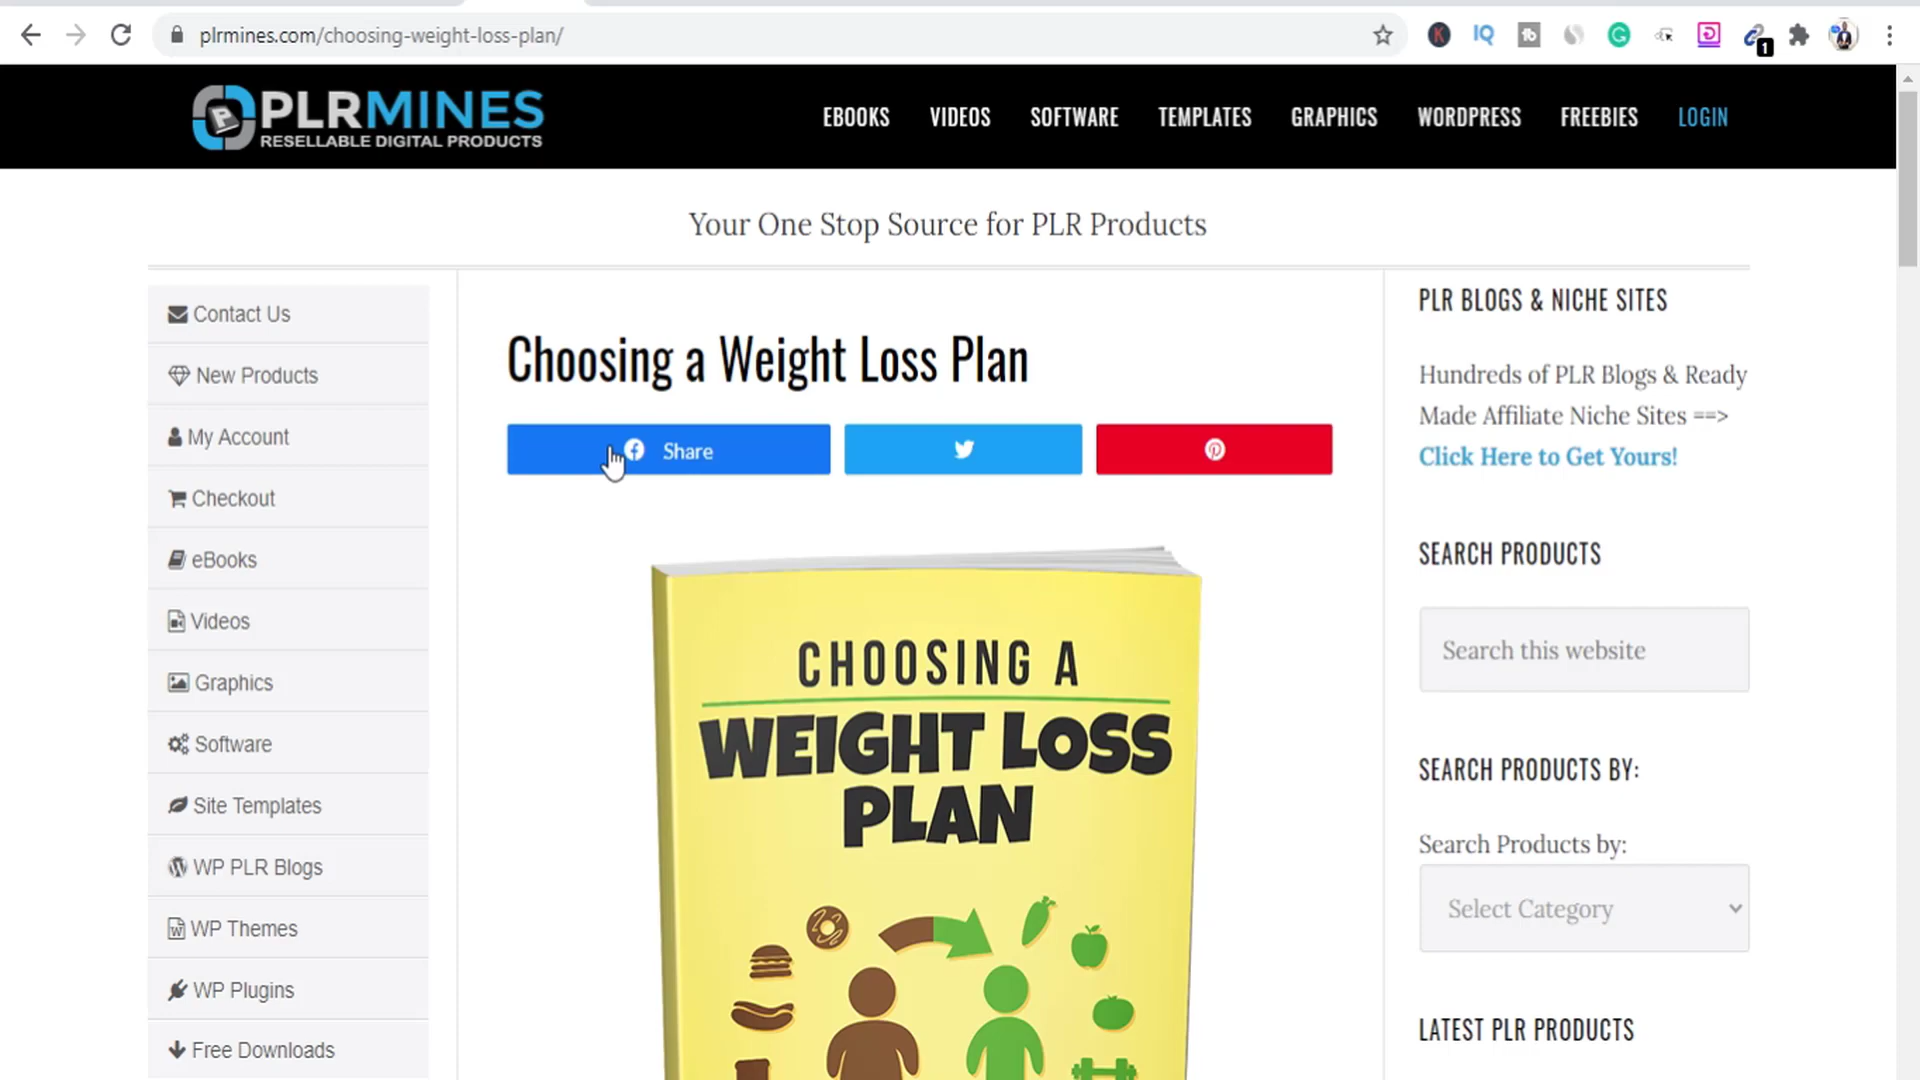 plrmines.com/choosing-weight-loss-plan/
1
PLRMINES
RESELLABLE DIGITAL PRODUCTS
EBOOKS
VIDEOS
SOFTWARE
TEMPLATES
GRAPHICS
WORDPRESS
FREEBIES
LOGIN
Your One Stop Source for PLR Products
Contact Us
New Products
My Account
Checkout
eBooks
Videos
Graphics
Software
Site Templates
WP PLR Blogs
WP Themes
WP Plugins
Free Downloads
Choosing a Weight Loss Plan
Share
CHOOSING A
WEIGHT LOSS
PLAN
PLR BLOGS & NICHE SITES
Hundreds of PLR Blogs & Ready
Made Affiliate Niche Sites ==>
Click Here to Get Yours!
SEARCH PRODUCTS
Search this website
SEARCH PRODUCTS BY:
Search Products by:
Select Category
LATEST PLR PRODUCTS